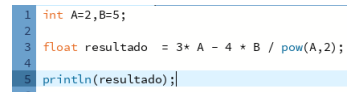 1 int A=2,B=5;
2
3 float resultado  = 3* A - 4 * B / pow(A,2);
4
5 println(resultado);